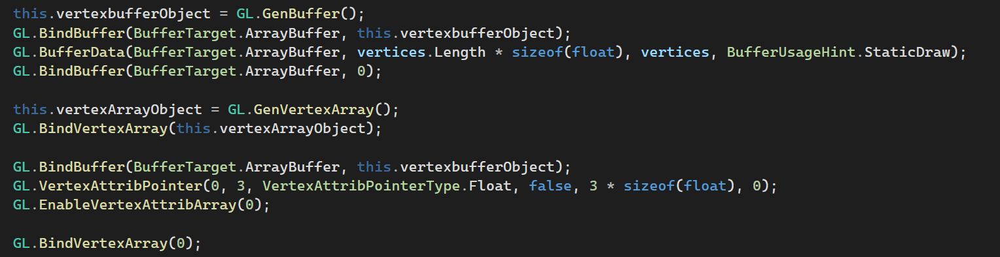 this.vertexbufferObject = GL.GenBuffer();
GL.BindBuffer(BufferTarget.ArrayBuffer, this.vertexbufferObject);
GL.BufferData(BufferTarget.ArrayBuffer, vertices.Length * sizeof(float), vertices, BufferUsageHint.StaticDraw);
GL.BindBuffer(BufferTarget.ArrayBuffer, 0);
this.vertexArrayObject = GL.GenVertexArray();
GL.BindVertexArray(this.vertexArrayObject);
GL.BindBuffer(BufferTarget.ArrayBuffer, this.vertexbufferObject);
GL.VertexAttribPointer(0, 3, VertexAttribPointerType.Float, false, 3 * sizeof(float), 0);
GL.EnableVertexAttribArray(0);
GL.BindVertexArray(0);